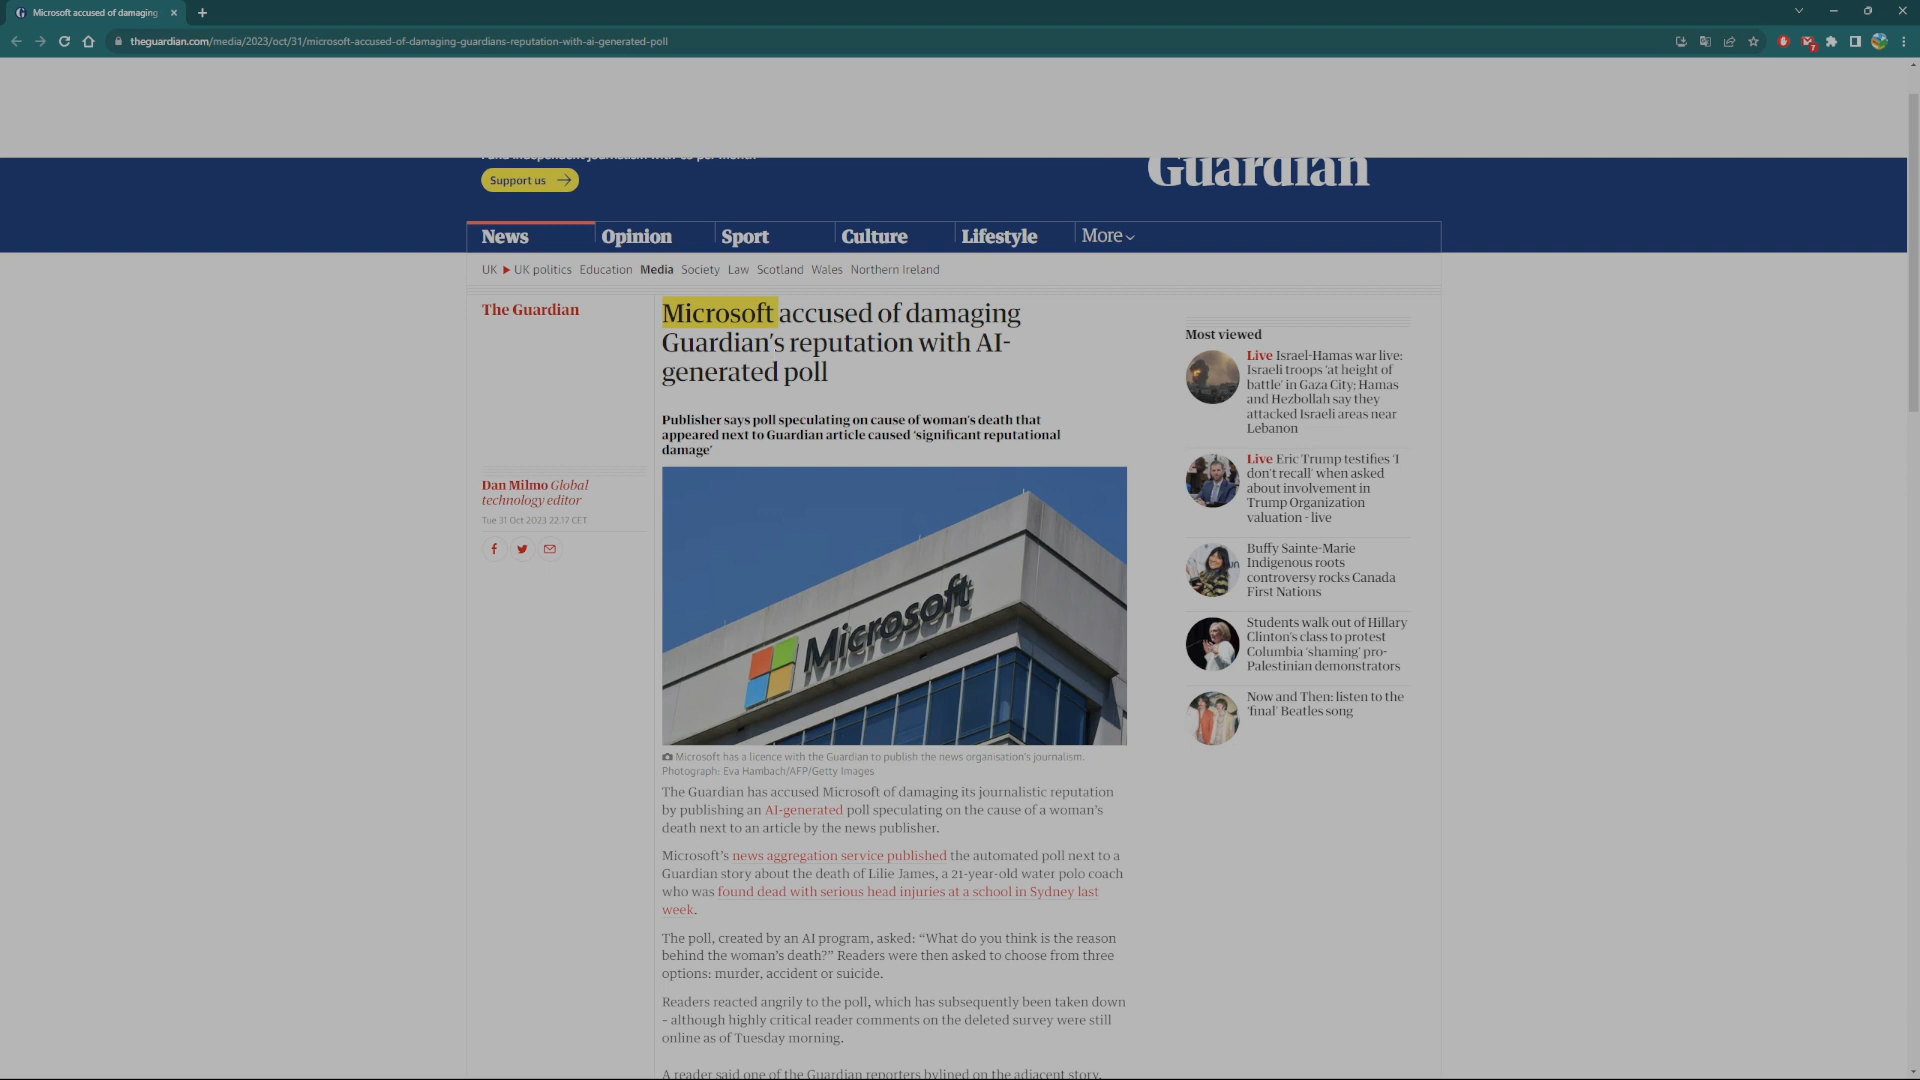 Microsoft accused of damaging
theguardian.com/media/2023/oct/31/microsoft-accused-of-damaging-guardians-reputation-with-ai-generated-poll
Support us
Guardian
News
Opinion
Sport
Culture
Lifestyle
More
UK
UK politics
Education
Media
Society
Law
Scotland
Wales
Northern Ireland
The Guardian
Microsoft accused of damaging
Guardian's reputation with AI-
generated poll
Publisher says poll speculating on cause of woman's death that
appeared next to Guardian article caused ‘significant reputational
damage’
Dan Milmo Global
technology editor
Tue 31 Oct 2023 22.17 CET
Microsoft
Microsoft has a licence with the Guardian to publish the news organisation's journalism.
Photograph: Eva Hambach/AFP/Getty Images
The Guardian has accused Microsoft of damaging its journalistic reputation
by publishing an AI-generated poll speculating on the cause of a woman's
death next to an article by the news publisher.
Microsoft's news aggregation service published the automated poll next to a
Guardian story about the death of Lilie James, a 21-year-old water polo coach
who was found dead with serious head injuries at a school in Sydney last
week.
The poll, created by an AI program, asked: “What do you think is the reason
behind the woman's death?” Readers were then asked to choose from three
options: murder, accident or suicide.
Readers reacted angrily to the poll, which has subsequently been taken down
– although highly critical reader comments on the deleted survey were still
online as of Tuesday morning.
A reader said one of the Guardian reporters bylined on the adjacent story,
Most viewed
Live Israel-Hamas war live:
Israeli troops ‘at height of
battle’ in Gaza City; Hamas
and Hezbollah say they
attacked Israeli areas near
Lebanon
Live Eric Trump testifies ‘I
don't recall’ when asked
about involvement in
Trump Organization
valuation – live
Buffy Sainte-Marie
Indigenous roots
controversy rocks Canada
First Nations
Students walk out of Hillary
Clinton's class to protest
Columbia ‘shaming’ pro-
Palestinian demonstrators
Now and Then: listen to the
‘final’ Beatles song